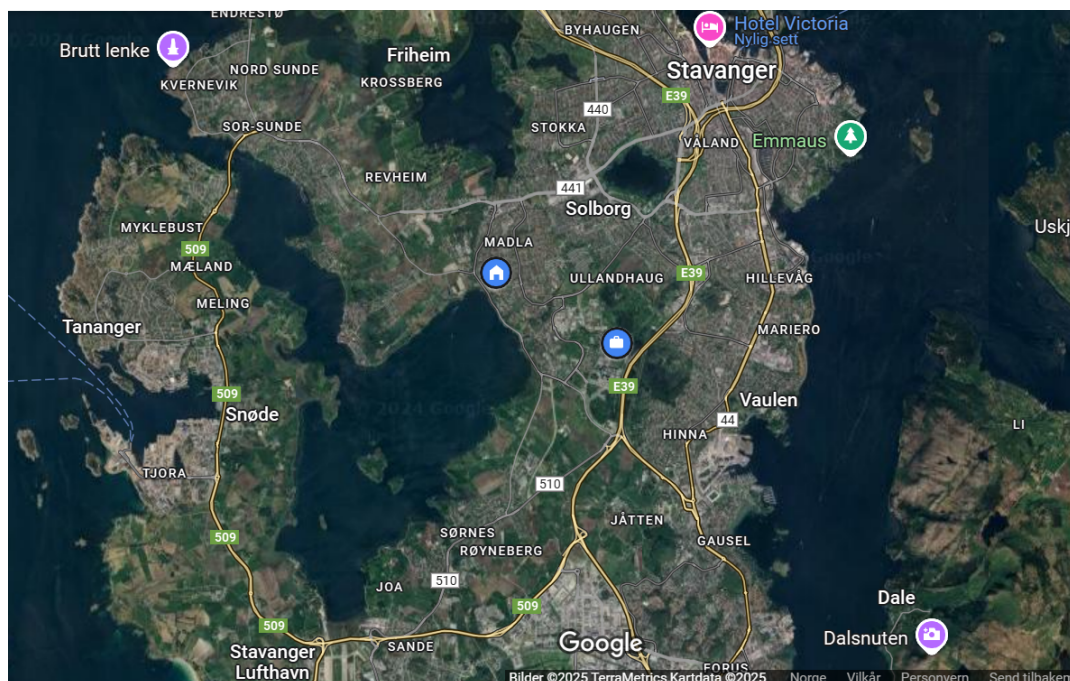 ENDRESTØ
BYHAUGEN
Hotel Victoria
Nylig sett
Brutt lenke
Friheim
NORD SUNDE
KVERNEVIK
KROSSBERG
Stavanger
E39
440
SOR-SUNDE
STOKKA
VÅLAND
Emmaus
REVHEIM
441
Solborg
MYKLEBUST
509
MADLA
Uskj
MÆLAND
ULLANDHAUG
E39
HILLEVÅG
MELING
Tananger
MARIERO
509
E39
Snøde
© 2024 Google
Vaulen
44
HINNA
LI
TJORA
510
509
SØRNES
RØYNEBERG
JÅTTEN
GAUSEL
JOA
510
509
Dale
509
Stavanger
Lufthavn
SANDE
Google
Dalsnuten
FORUS
Bilder ©2025 TerraMetrics Kartdata ©2025
Norge
Vilkår
Personvern
Send tilbaken